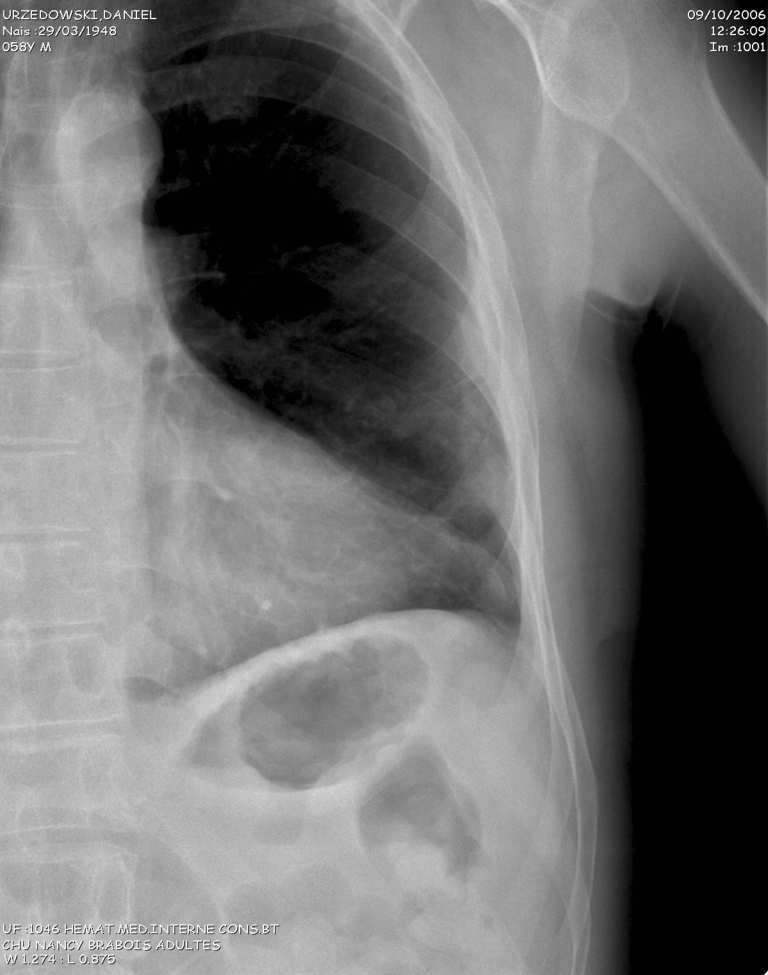 URZEDOWSKI,DANIEL
Nais :29/03/1948
058Y M
09/10/2006
12:26:09
Im :1001
UF :1046 HEMAT.MED.INTERNE CONS.BT
CHU NANCY BRABOIS ADULTES
W 1.274 : L 0.875